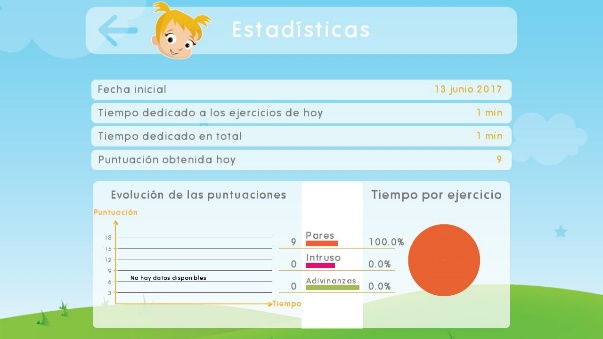 Estadísticas
Fecha inicial 13 junio 2017
Tiempo dedicado a los ejercicios de hoy 1 min
Tiempo dedicado en total 1 min
Puntuación obtenida hoy 9
Evolución de las puntuaciones
Tiempo por ejercicio
Puntuación
18
15
12
9
6
3
No hay datos disponibles
Tiempo
9 Pares 100.0%
0 Intruso 0.0%
0 Adivinanzas 0.0%